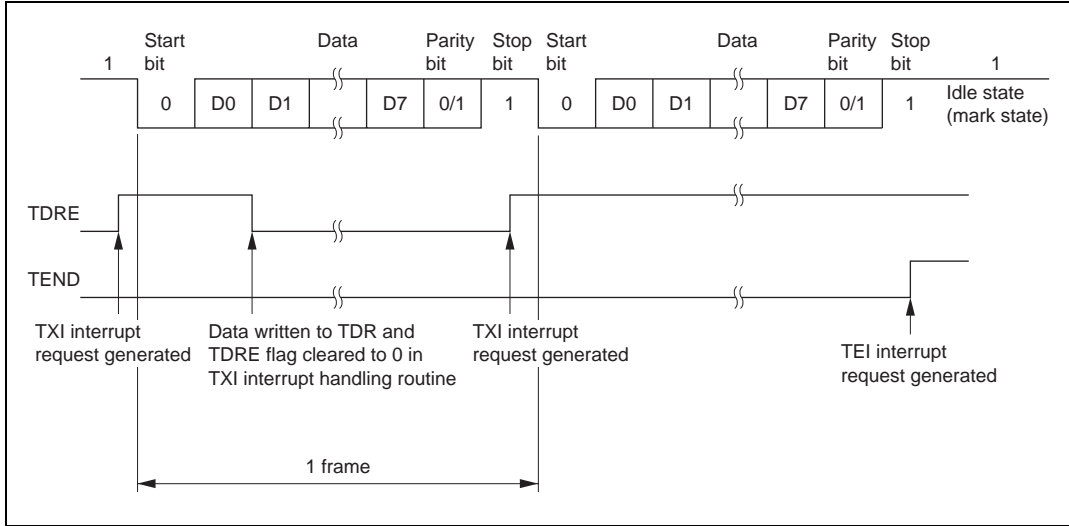 Start bit
Data
Parity bit
Stop bit
Start bit
Data
Parity bit
Stop bit
1
1
0
D0
D1
D7
0/1
1
0
D0
D1
D7
0/1
1
Idle state
(mark state)
TDRE
TEND
TXI interrupt
request generated
Data written to TDR and
TDRE flag cleared to 0 in
TXI interrupt handling routine
TXI interrupt
request generated
TEI interrupt
request generated
1 frame